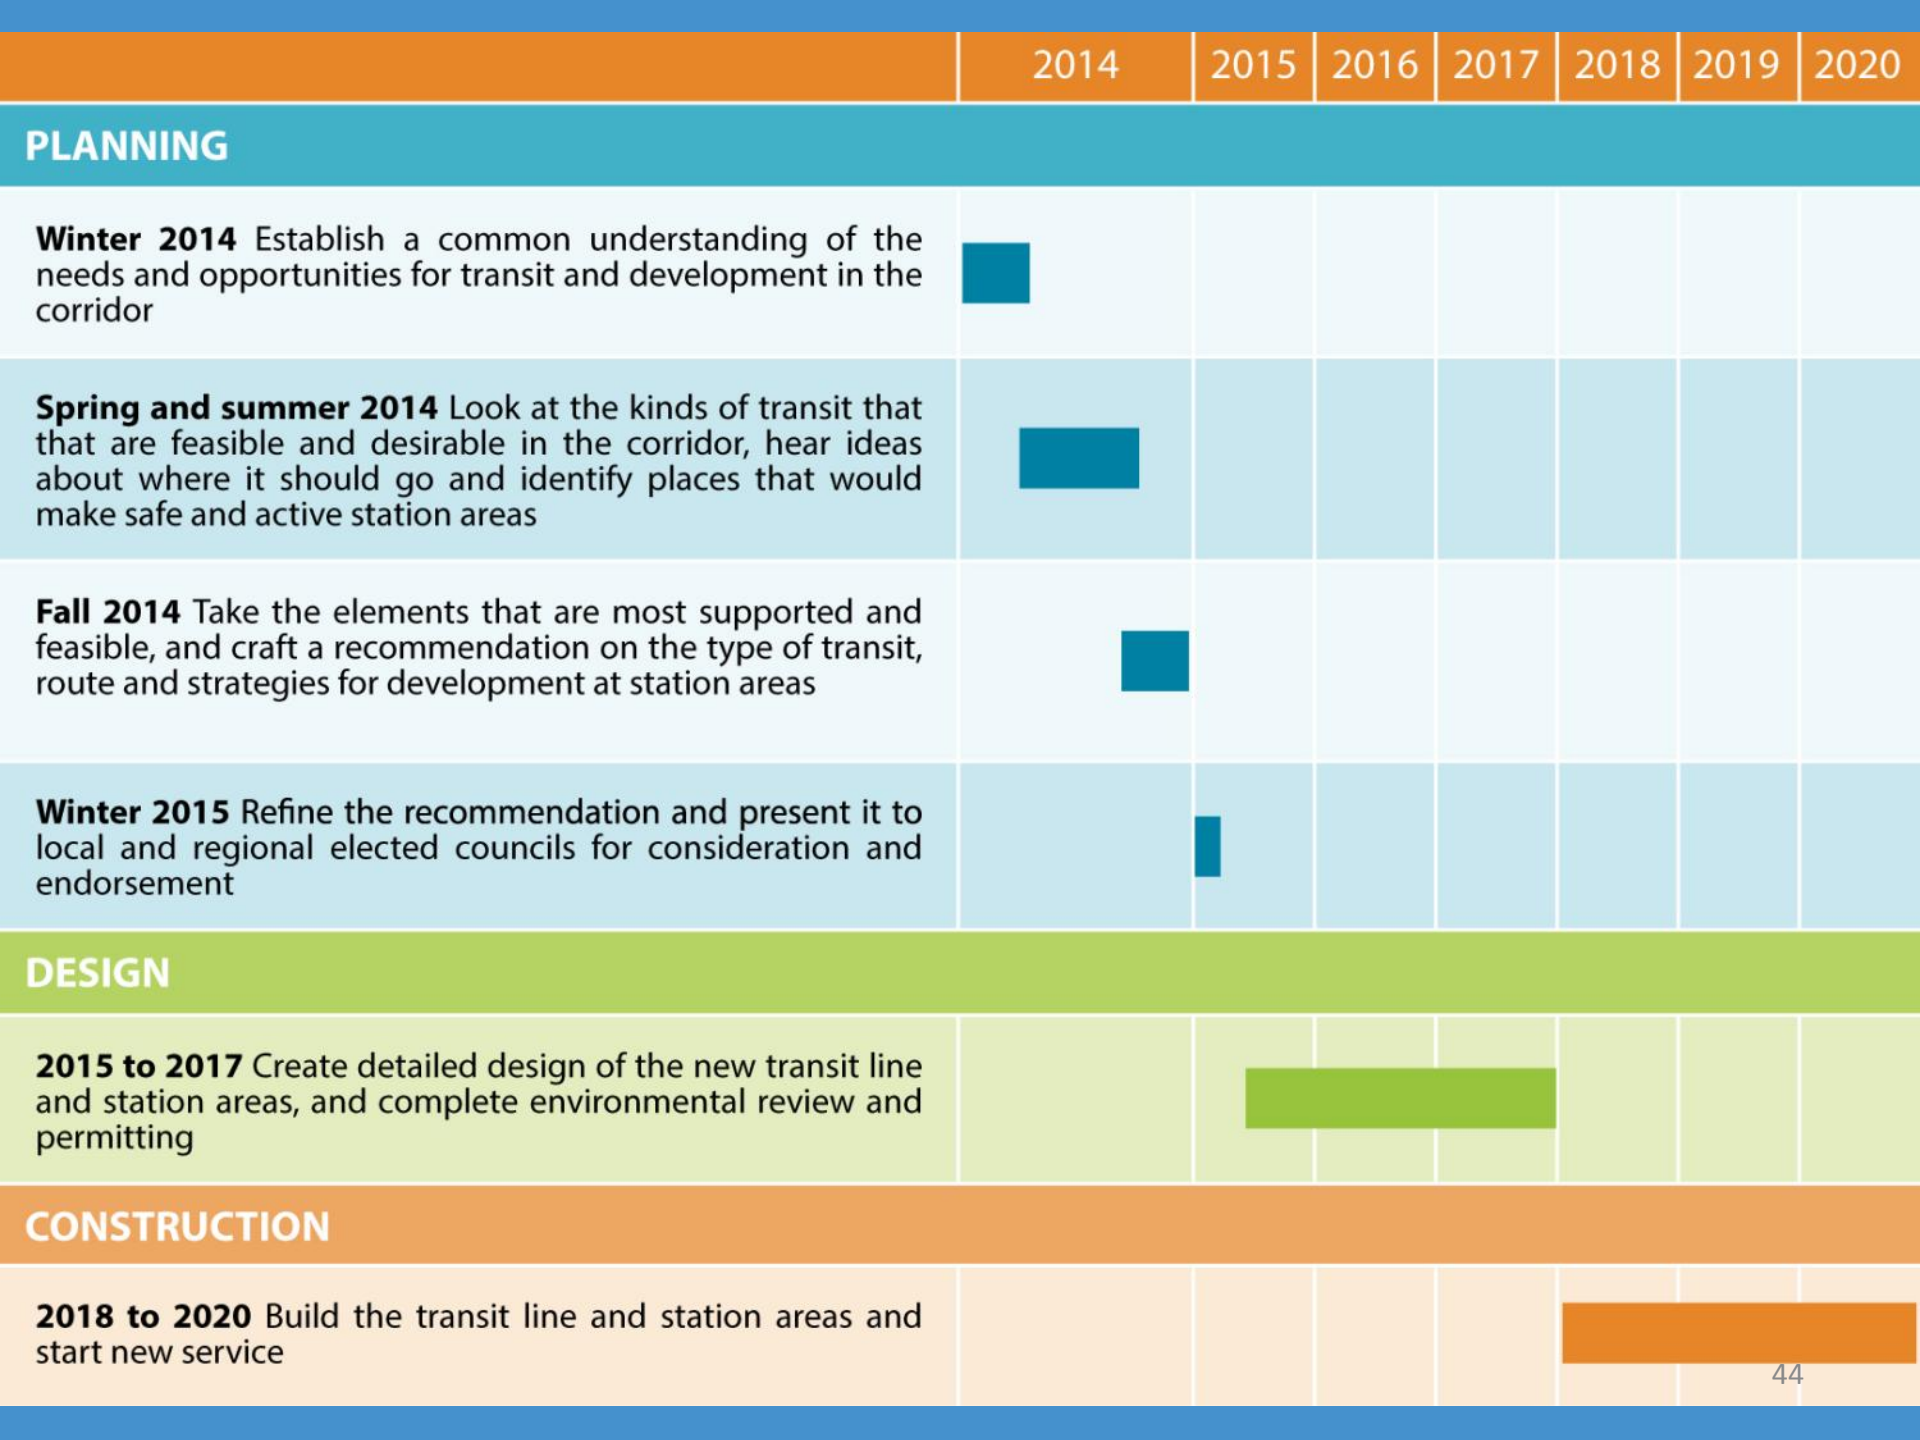 2014 2015 2016 2017 2018 2019 2020
PLANNING
Winter 2014 Establish a common understanding of the
needs and opportunities for transit and development in the
corridor
Spring and summer 2014 Look at the kinds of transit that
that are feasible and desirable in the corridor, hear ideas
about where it should go and identify places that would
make safe and active station areas
Fall 2014 Take the elements that are most supported and
feasible, and craft a recommendation on the type of transit,
route and strategies for development at station areas
Winter 2015 Refine the recommendation and present it to
local and regional elected councils for consideration and
endorsement
DESIGN
2015 to 2017 Create detailed design of the new transit line
and station areas, and complete environmental review and
permitting
CONSTRUCTION
2018 to 2020 Build the transit line and station areas and
start new service
44